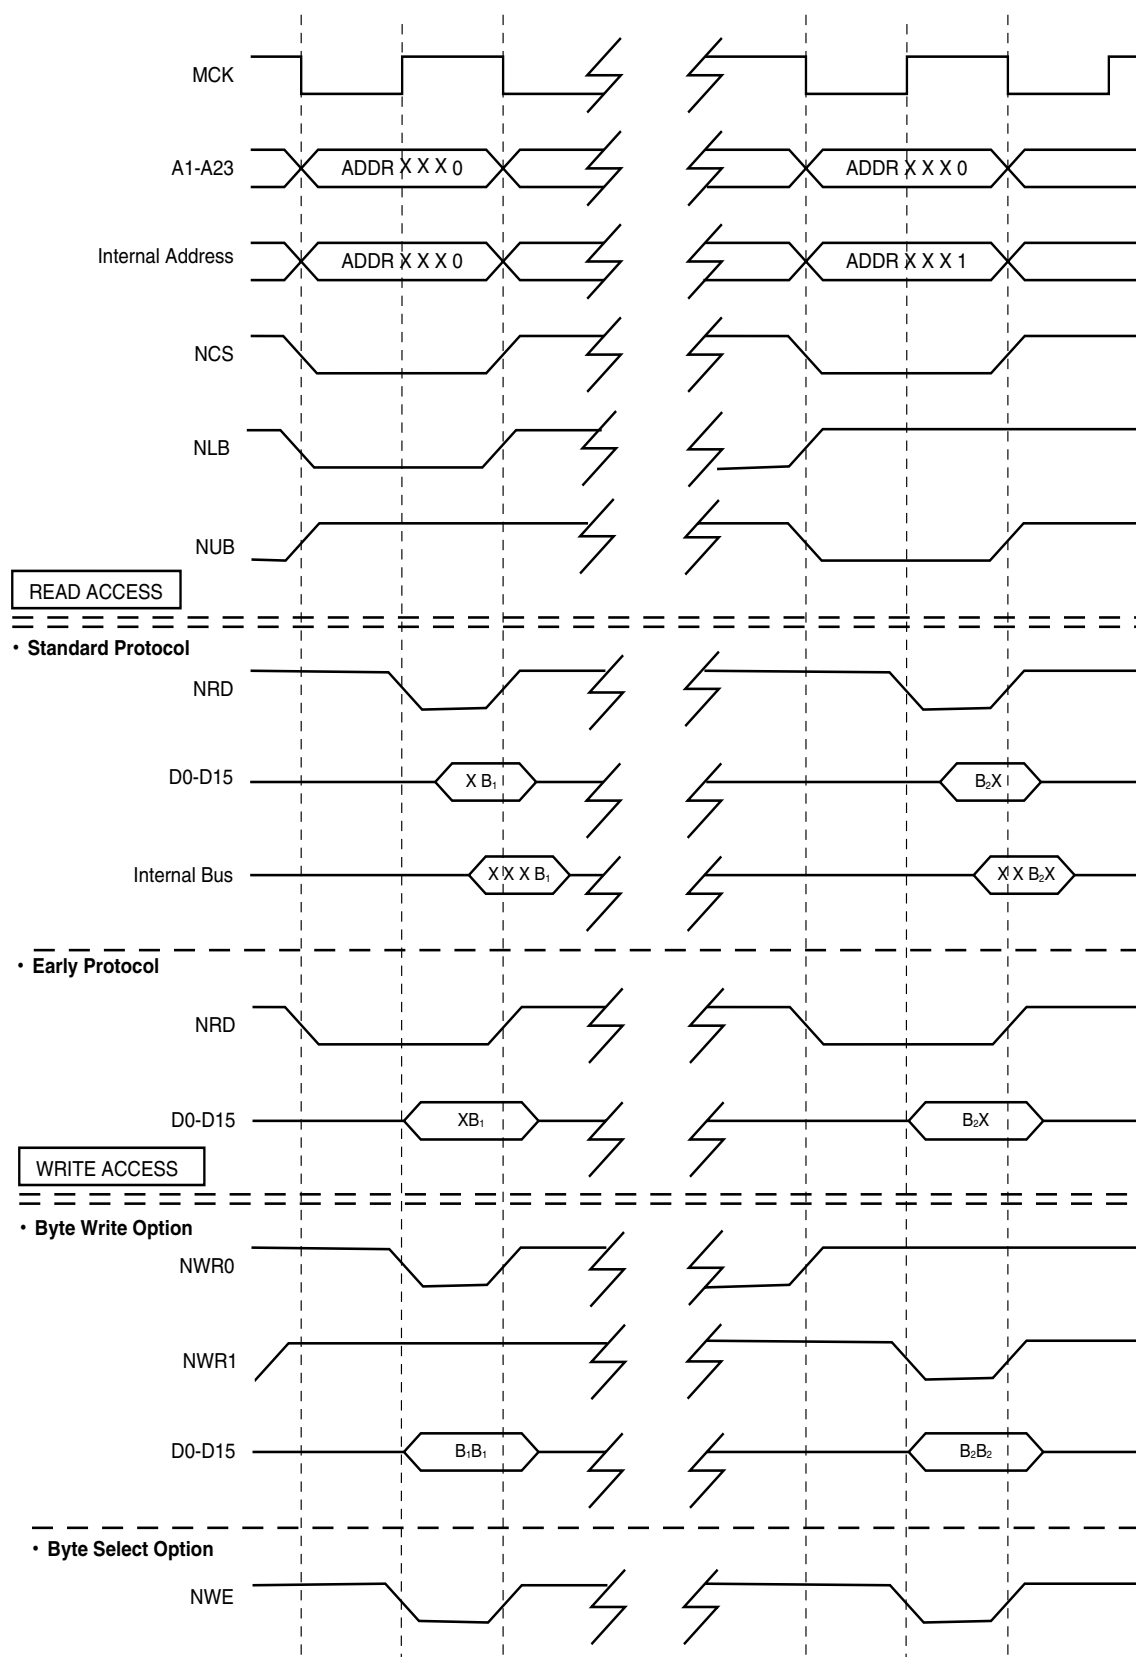 MCK
A1-A23 ADDR X X X 0 ADDR X X X 0
Internal Address ADDR X X X 0 ADDR X X X 1
NCS
NLB
NUB
READ ACCESS
• Standard Protocol
NRD
D0-D15 X B₁ B₂X
Internal Bus X X X B₁ X X B₂X
• Early Protocol
NRD
D0-D15 XB₁ B₂X
WRITE ACCESS
• Byte Write Option
NWR0
NWR1
D0-D15 B₁B₁ B₂B₂
• Byte Select Option
NWE